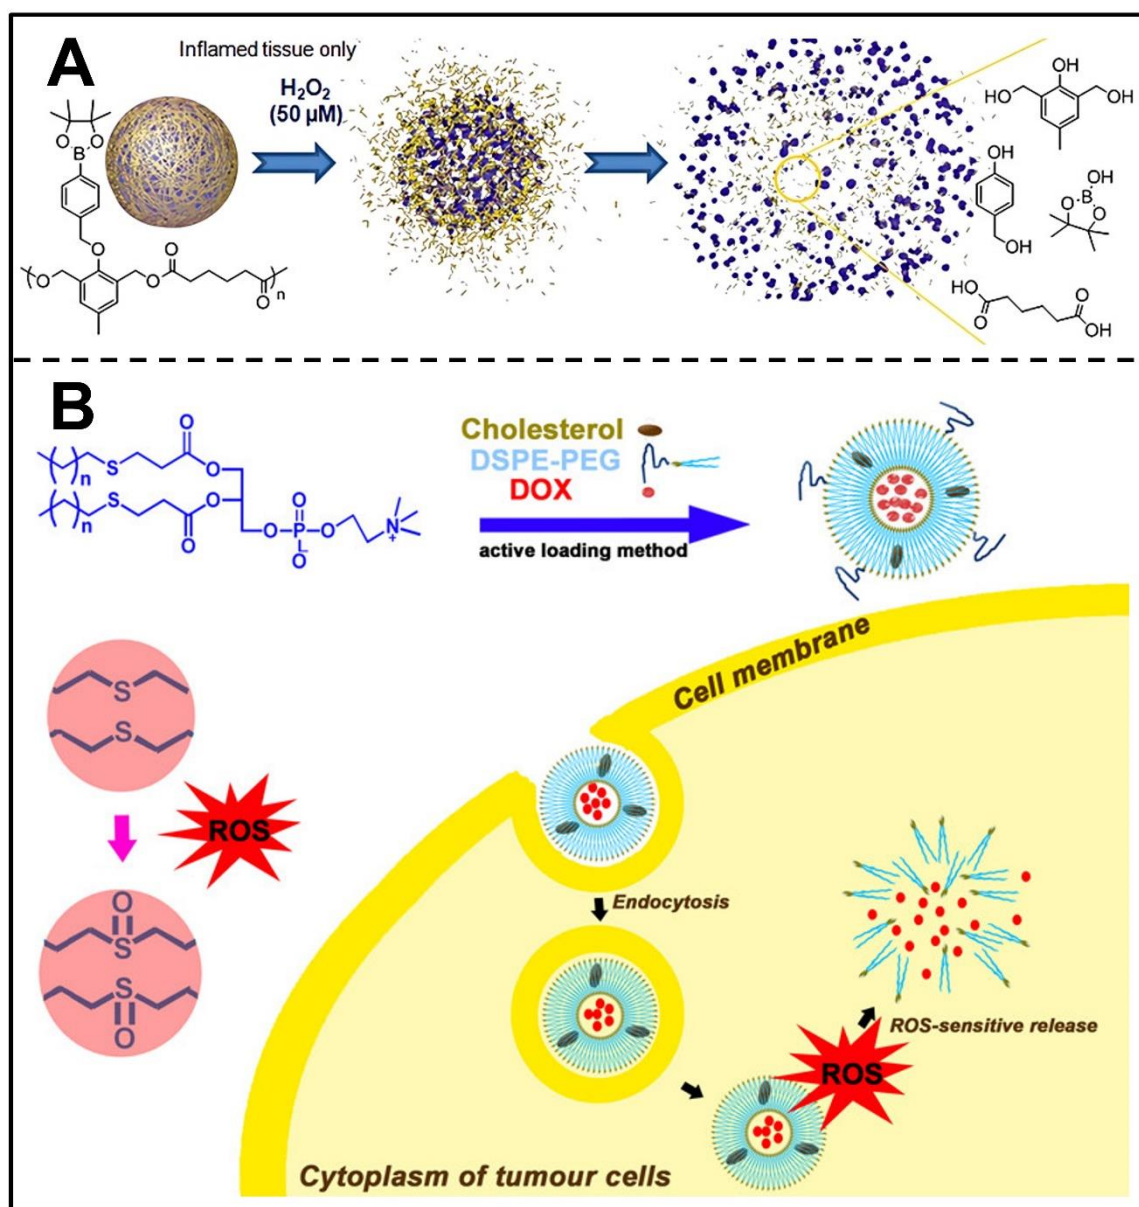 A
Inflamed tissue only
H₂O₂
(50 µM)
B
O
O
O
O
O
n
OH
HO
OH
OH
OH
OH
B
O
O
HO
O
O
OH
B
Cholesterol
DSPE-PEG
DOX
active loading method
n
S
O
O
n
S
O
O
O
P
O
O
O⁻
N⁺
Cell membrane
S
S
ROS
Endocytosis
O
S
S
O
ROS-sensitive release
ROS
Cytoplasm of tumour cells